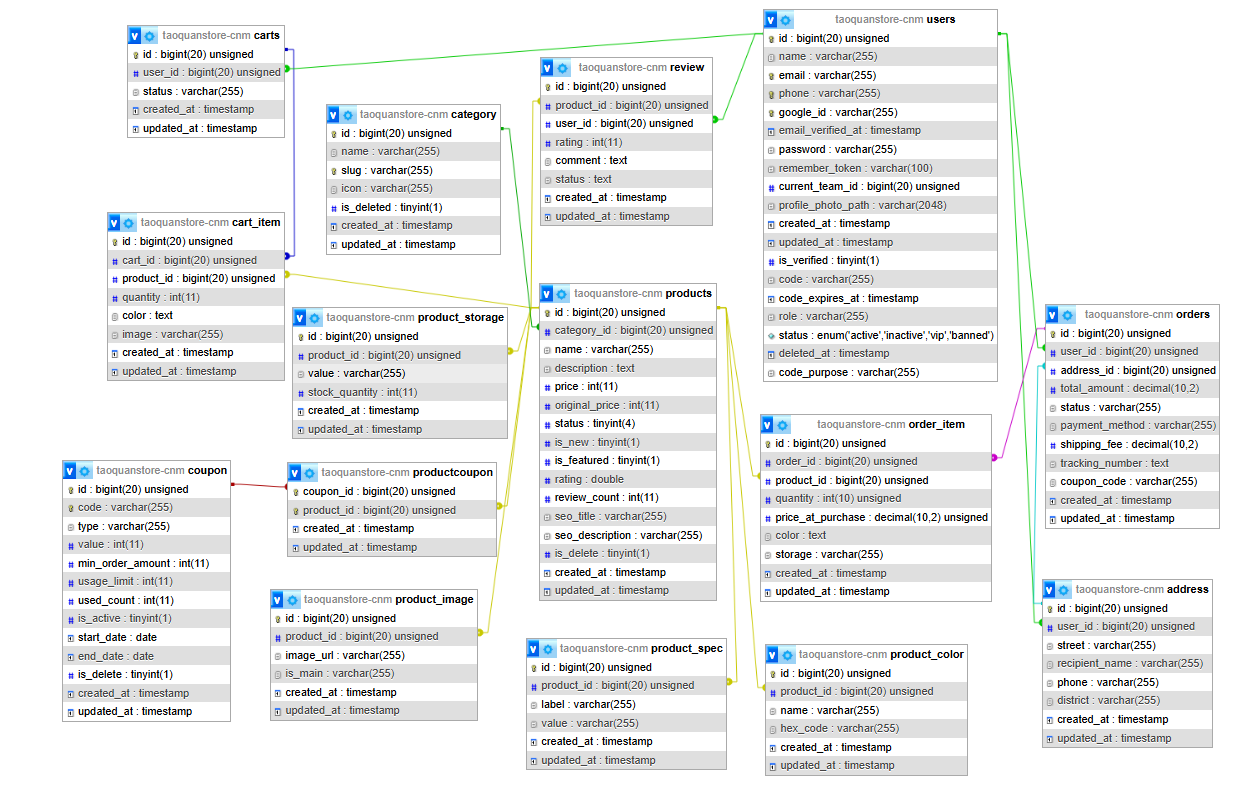 taoquanstore-cnm carts
id : bigint(20) unsigned
user_id : bigint(20) unsigned
status : varchar(255)
created_at : timestamp
updated_at : timestamp
taoquanstore-cnm cart_item
id : bigint(20) unsigned
cart_id : bigint(20) unsigned
product_id : bigint(20) unsigned
quantity : int(11)
color : text
image : varchar(255)
created_at : timestamp
updated_at : timestamp
taoquanstore-cnm category
id : bigint(20) unsigned
name : varchar(255)
slug : varchar(255)
icon : varchar(255)
is_deleted : tinyint(1)
created_at : timestamp
updated_at : timestamp
taoquanstore-cnm review
id : bigint(20) unsigned
product_id : bigint(20) unsigned
user_id : bigint(20) unsigned
rating : int(11)
comment : text
status : text
created_at : timestamp
updated_at : timestamp
taoquanstore-cnm users
id : bigint(20) unsigned
name : varchar(255)
email : varchar(255)
phone : varchar(255)
google_id : varchar(255)
email_verified_at : timestamp
password : varchar(255)
remember_token : varchar(100)
current_team_id : bigint(20) unsigned
profile_photo_path : varchar(2048)
created_at : timestamp
updated_at : timestamp
is_verified : tinyint(1)
code : varchar(255)
code_expires_at : timestamp
role : varchar(255)
status : enum('active','inactive','vip','banned')
deleted_at : timestamp
code_purpose : varchar(255)
taoquanstore-cnm product_storage
id : bigint(20) unsigned
product_id : bigint(20) unsigned
value : varchar(255)
stock_quantity : int(11)
created_at : timestamp
updated_at : timestamp
taoquanstore-cnm products
id : bigint(20) unsigned
category_id : bigint(20) unsigned
name : varchar(255)
description : text
price : int(11)
original_price : int(11)
status : tinyint(4)
is_new : tinyint(1)
is_featured : tinyint(1)
rating : double
review_count : int(11)
seo_title : varchar(255)
seo_description : varchar(255)
is_delete : tinyint(1)
created_at : timestamp
updated_at : timestamp
taoquanstore-cnm orders
id : bigint(20) unsigned
user_id : bigint(20) unsigned
address_id : bigint(20) unsigned
total_amount : decimal(10,2)
status : varchar(255)
payment_method : varchar(255)
shipping_fee : decimal(10,2)
tracking_number : text
coupon_code : varchar(255)
created_at : timestamp
updated_at : timestamp
taoquanstore-cnm order_item
id : bigint(20) unsigned
order_id : bigint(20) unsigned
product_id : bigint(20) unsigned
quantity : int(10) unsigned
price_at_purchase : decimal(10,2) unsigned
color : text
storage : varchar(255)
created_at : timestamp
updated_at : timestamp
taoquanstore-cnm coupon
id : bigint(20) unsigned
code : varchar(255)
type : varchar(255)
value : int(11)
min_order_amount : int(11)
usage_limit : int(11)
used_count : int(11)
is_active : tinyint(1)
start_date : date
end_date : date
is_delete : tinyint(1)
created_at : timestamp
updated_at : timestamp
taoquanstore-cnm productcoupon
coupon_id : bigint(20) unsigned
product_id : bigint(20) unsigned
created_at : timestamp
updated_at : timestamp
taoquanstore-cnm product_image
id : bigint(20) unsigned
product_id : bigint(20) unsigned
image_url : varchar(255)
is_main : varchar(255)
created_at : timestamp
updated_at : timestamp
taoquanstore-cnm product_spec
id : bigint(20) unsigned
product_id : bigint(20) unsigned
label : varchar(255)
value : varchar(255)
created_at : timestamp
updated_at : timestamp
taoquanstore-cnm product_color
id : bigint(20) unsigned
product_id : bigint(20) unsigned
name : varchar(255)
hex_code : varchar(255)
created_at : timestamp
updated_at : timestamp
taoquanstore-cnm address
id : bigint(20) unsigned
user_id : bigint(20) unsigned
street : varchar(255)
recipient_name : varchar(255)
phone : varchar(255)
district : varchar(255)
created_at : timestamp
updated_at : timestamp